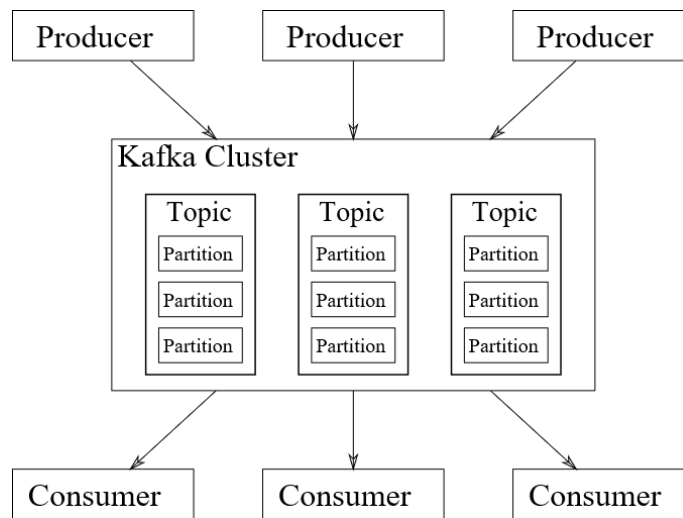 Producer
Producer
Producer
Kafka Cluster
Topic
Topic
Topic
Partition
Partition
Partition
Partition
Partition
Partition
Partition
Partition
Partition
Consumer
Consumer
Consumer